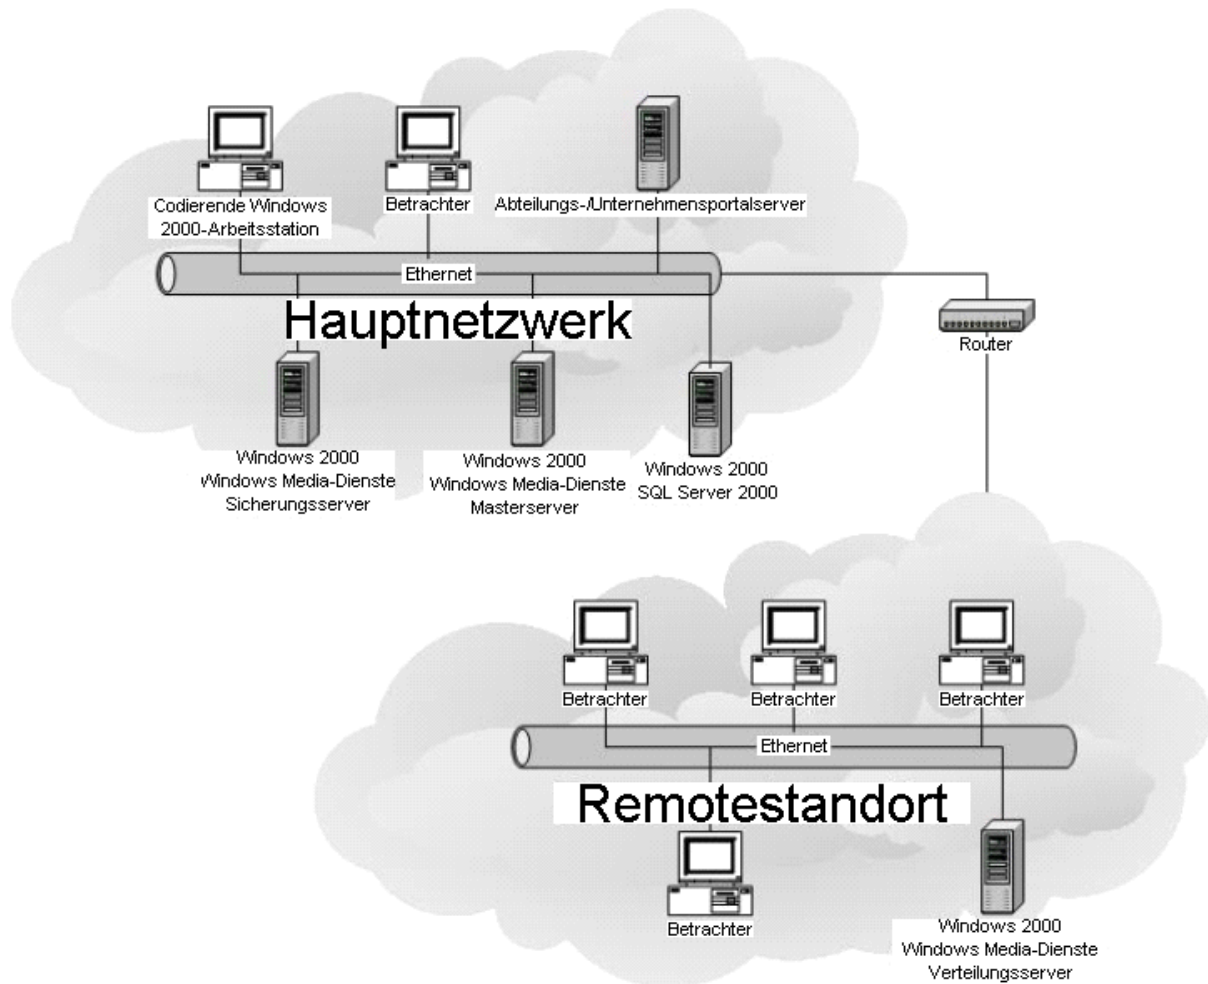 Codierende Windows
2000-Arbeitsstation
Betrachter
Abteilungs-/Unternehmensportalserver
Ethernet
Hauptnetzwerk
Router
Windows 2000
Windows Media-Dienste
Sicherungsserver
Windows 2000
Windows Media-Dienste
Masterserver
Windows 2000
SQL Server 2000
Betrachter
Betrachter
Betrachter
Ethernet
Remotestandort
Betrachter
Windows 2000
Windows Media-Dienste
Verteilungsserver